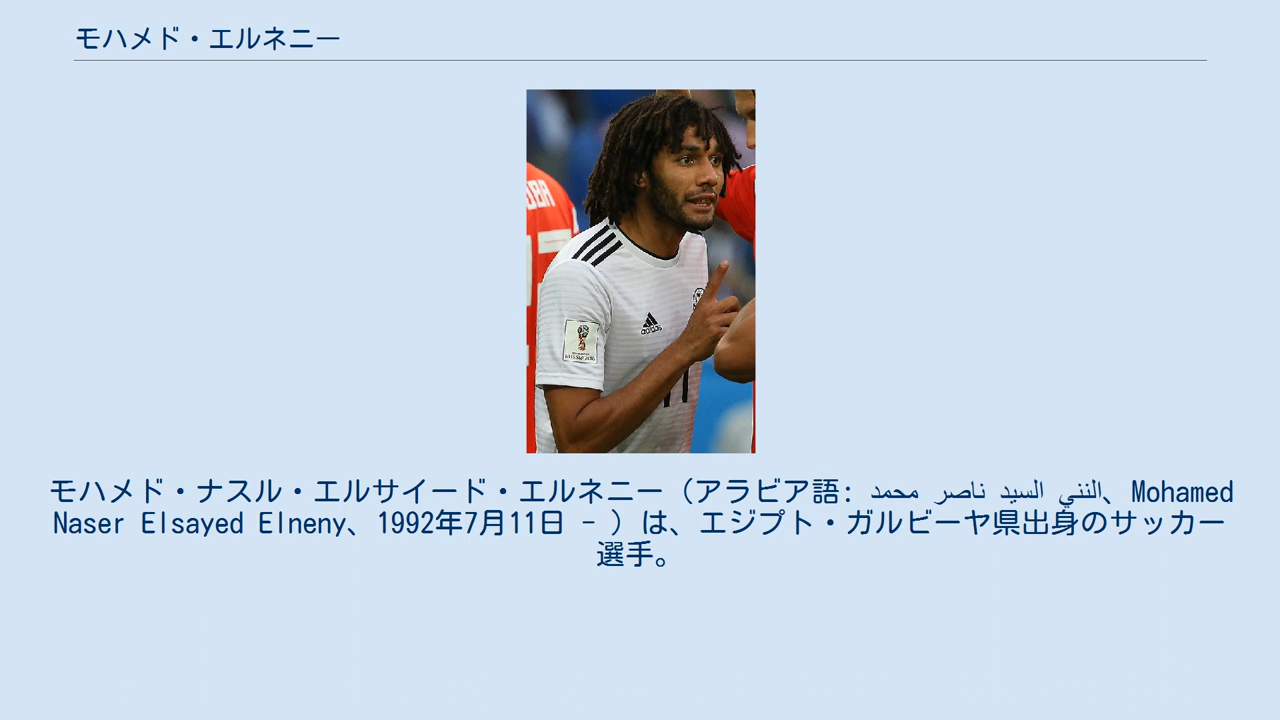 モハメド・エルネニー
OBA
adidas
モハメド・ナスル・エルサイード・エルネニー（アラビア語: محمد ناصر السيد النني、Mohamed
Naser Elsayed Elneny、1992年7月11日 - ）は、エジプト・ガルビーヤ県出身のサッカー
選手。